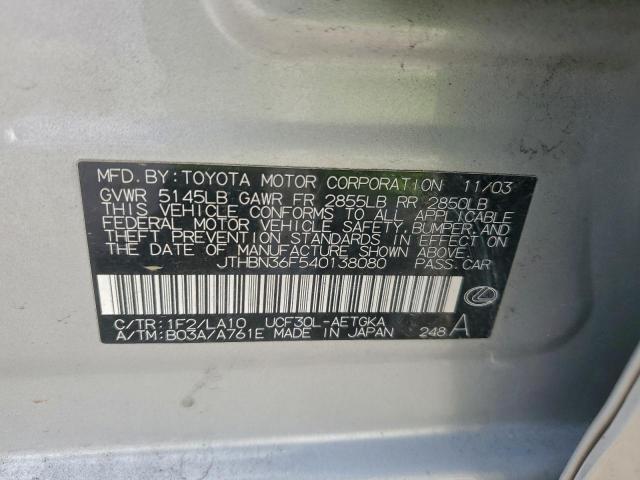 MFD. BY: TOYOTA MOTOR CORPORATION 11/03
GVWR 5145LB GAWR FR 2855LB RR 2850LB
THIS VEHICLE CONFORMS TO ALL APPLICABLE
FEDERAL MOTOR VEHICLE SAFETY, BUMPER, AND
THEFT PREVENTION STANDARDS IN EFFECT ON
THE DATE OF MANUFACTURE SHOWN ABOVE.
JTHBN36F540138080 PASS. CAR
C/TR: 1F2/LA10 UCF30L-AETGKA
A/TM: B03A/A761E MADE IN JAPAN 248 A